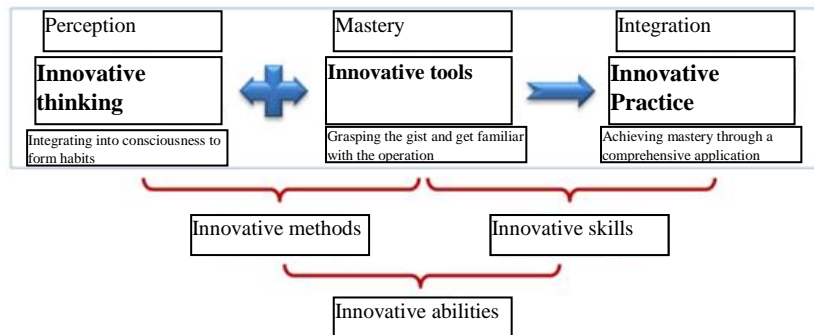 Perception
Mastery
Integration
Innovative
thinking
Innovative tools
Innovative
Practice
Integrating into consciousness to
form habits
Grasping the gist and get familiar
with the operation
Achieving mastery through a
comprehensive application
Innovative methods
Innovative skills
Innovative abilities